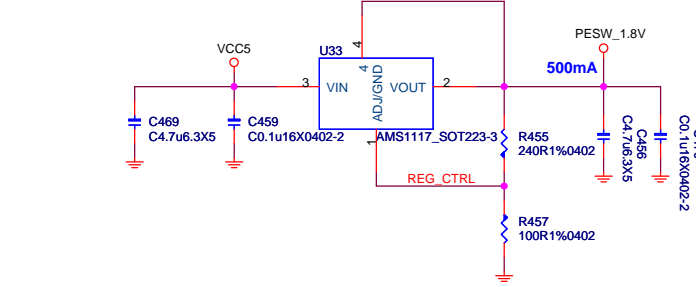 PESW_1.8V
VCC5
U33
4
500mA
4
3
VIN
VOUT
2
ADJ/GND
C469
C4.7u6.3X5
C459
C0.1u16X0402-2
AMS1117_SOT223-3
1
R455
240R1%0402
C456
C4.7u6.3X5
C0.1u16X0402-2
REG_CTRL
R457
100R1%0402